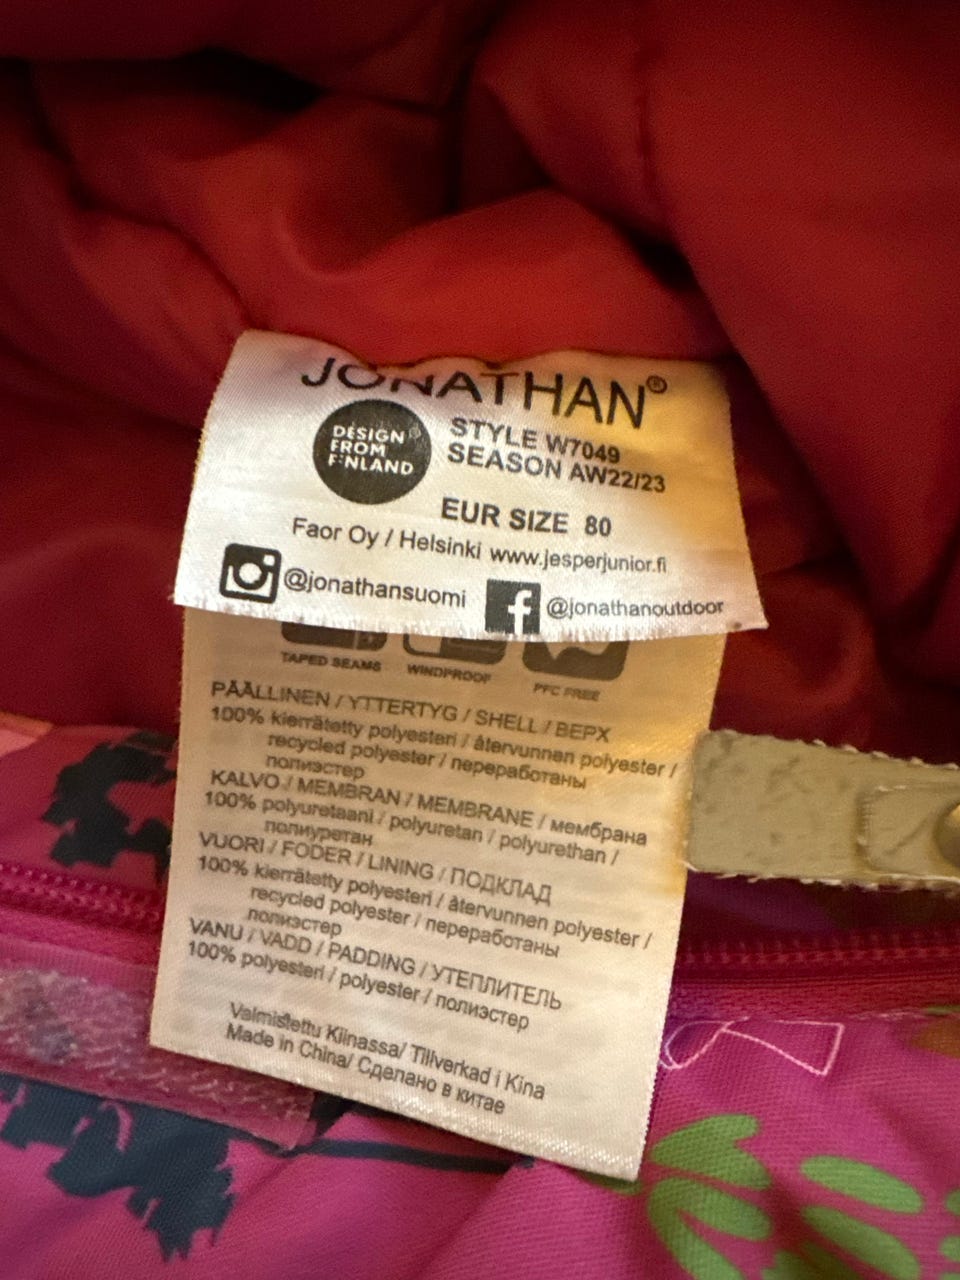 JONATHAN®
DESIGN®
FROM
FINLAND
STYLE W7049
SEASON AW22/23
EUR SIZE 80
Faor Oy / Helsinki www.jesperjunior.fi
@jonathansuomi
@jonathanoutdoor
TAPED SEAMS
WINDPROOF
PFC FREE
PÄÄLLINEN / YTTERTYG / SHELL / ВЕРХ
100% kierrätetty polyesteri / återvunnen polyester /
recycled polyester / переработаны
полиэстер
KALVO / MEMBRAN / MEMBRANE / мембрана
100% polyuretaani / polyuretan / polyurethan /
полиуретан
VUORI / FODER / LINING / ПОДКЛАД
100% kierrätetty polyesteri / återvunnen polyester /
recycled polyester / переработаны
полиэстер
VANU / VADD / PADDING / УТЕПЛИТЕЛЬ
100% polyesteri / polyester / полиэстер
Valmistettu Kiinassa/ Tillverkad i Kina
Made in China/ Сделано в китае